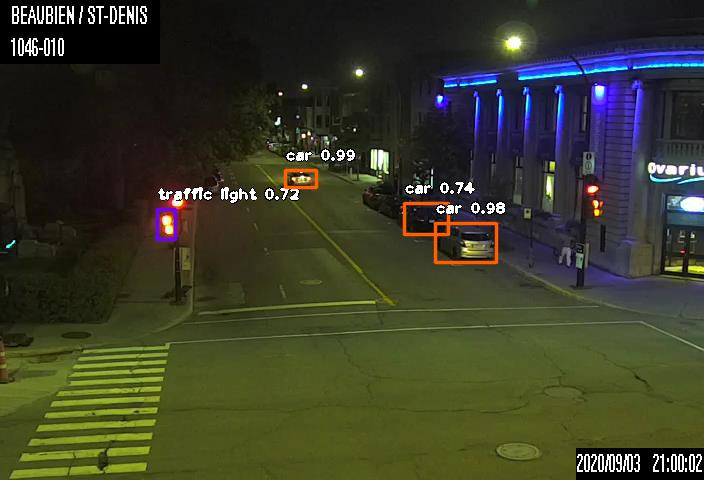 BEAUBIEN / ST-DENIS
1046-010
car 0.99
traffic light 0.72
car 0.74
car 0.98
Ovariu
2020/09/03 21:00:02